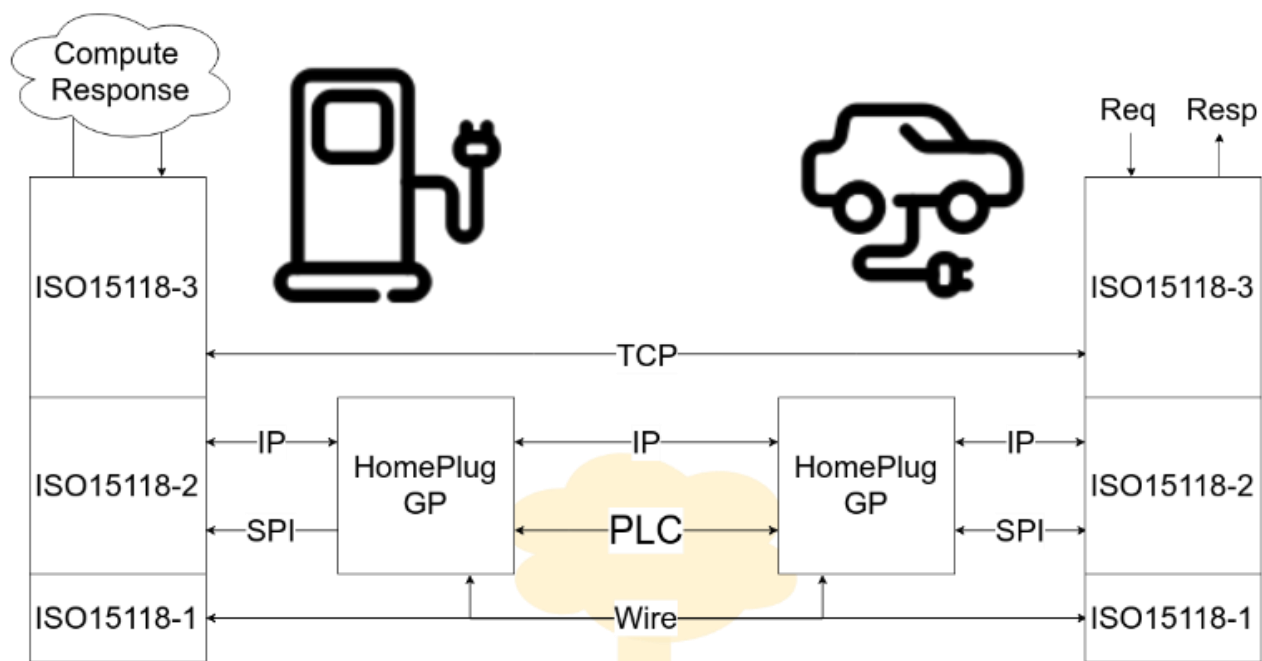 Compute
Response
Req Resp
ISO15118-3
ISO15118-3
TCP
IP
IP
IP
HomePlug
GP
HomePlug
GP
ISO15118-2
ISO15118-2
SPI
PLC
SPI
ISO15118-1
Wire
ISO15118-1